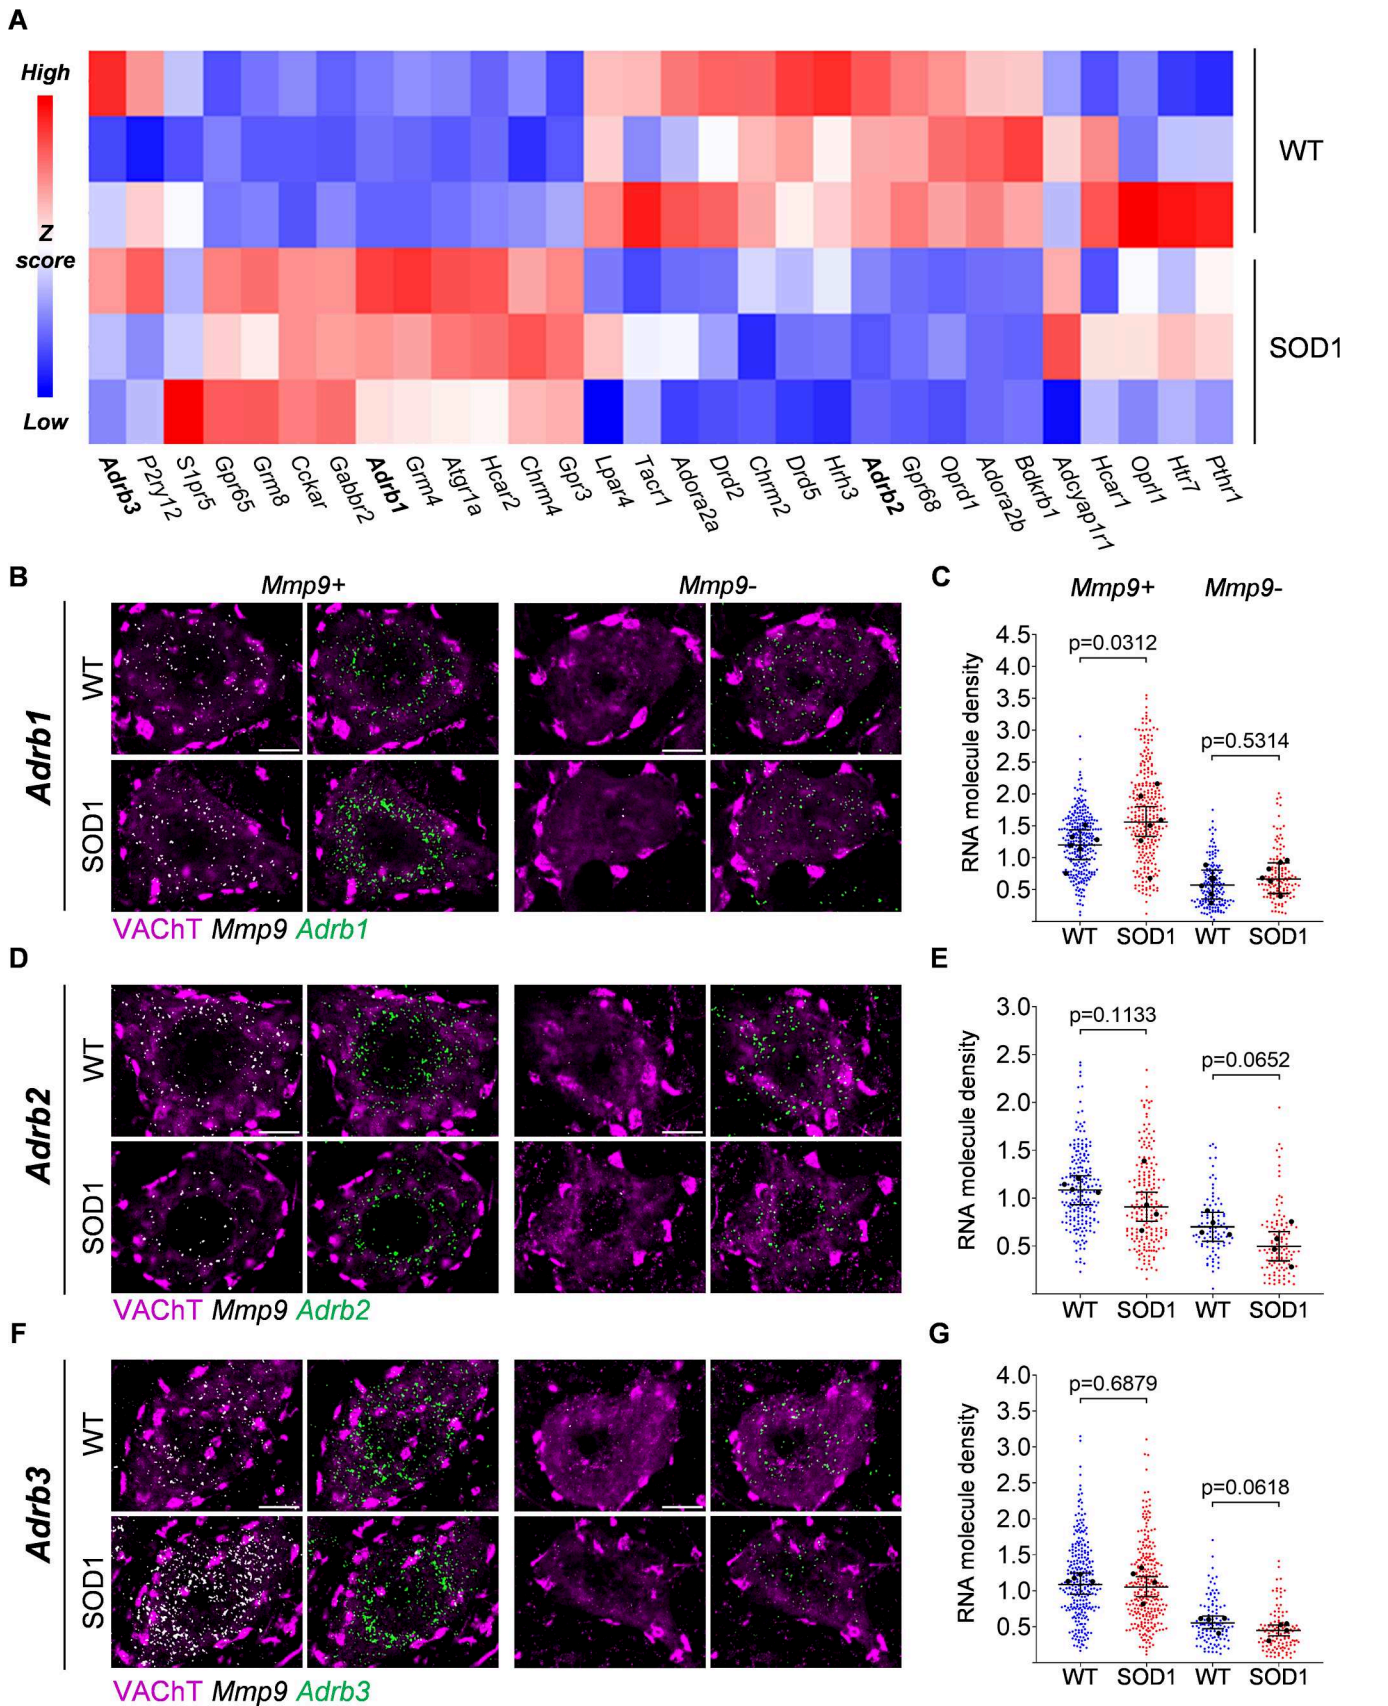 A
High
Z
score
Low
WT
SOD1
Adrb3 P2ry12 S1pr5 Gpr65 Grm8 Cckar Gabbr2 Adrb1 Grm4 Atgr1a Hcar2 Chrm4 Gpr3 Lpar4 Tacr1 Adora2a Drd2 Chrm2 Drd5 Hrh3 Adrb2 Gpr68 Oprd1 Adora2b Bdkrb1 Adcyap1r1 Hcar1 Oprl1 Htr7 Pthr1
B
Mmp9+ Mmp9-
Adrb1
WT
SOD1
VAChT Mmp9 Adrb1
C
Mmp9+ Mmp9-
RNA molecule density
4.5
4.0
3.5
3.0
2.5
2.0
1.5
1.0
0.5
p=0.0312
p=0.5314
WT SOD1 WT SOD1
D
Adrb2
WT
SOD1
VAChT Mmp9 Adrb2
E
RNA molecule density
3.0
2.5
2.0
1.5
1.0
0.5
p=0.1133
p=0.0652
WT SOD1 WT SOD1
F
Adrb3
WT
SOD1
VAChT Mmp9 Adrb3
G
RNA molecule density
4.0
3.5
3.0
2.5
2.0
1.5
1.0
0.5
p=0.6879
p=0.0618
WT SOD1 WT SOD1